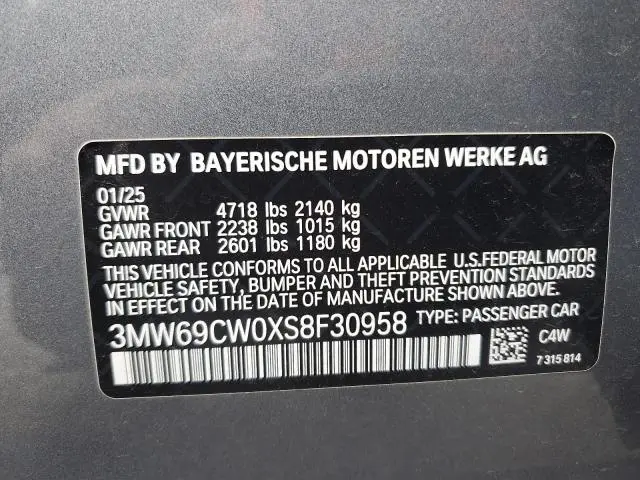 MFD BY BAYERISCHE MOTOREN WERKE AG
01/25
GVWR 4718 lbs 2140 kg
GAWR FRONT 2238 lbs 1015 kg
GAWR REAR 2601 lbs 1180 kg
THIS VEHICLE CONFORMS TO ALL APPLICABLE U.S.FEDERAL MOTOR
VEHICLE SAFETY, BUMPER, AND THEFT PREVENTION STANDARDS
IN EFFECT ON THE DATE OF MANUFACTURE SHOWN ABOVE.
3MW69CW0XS8F30958 TYPE: PASSENGER CAR
C4W
7 315 814